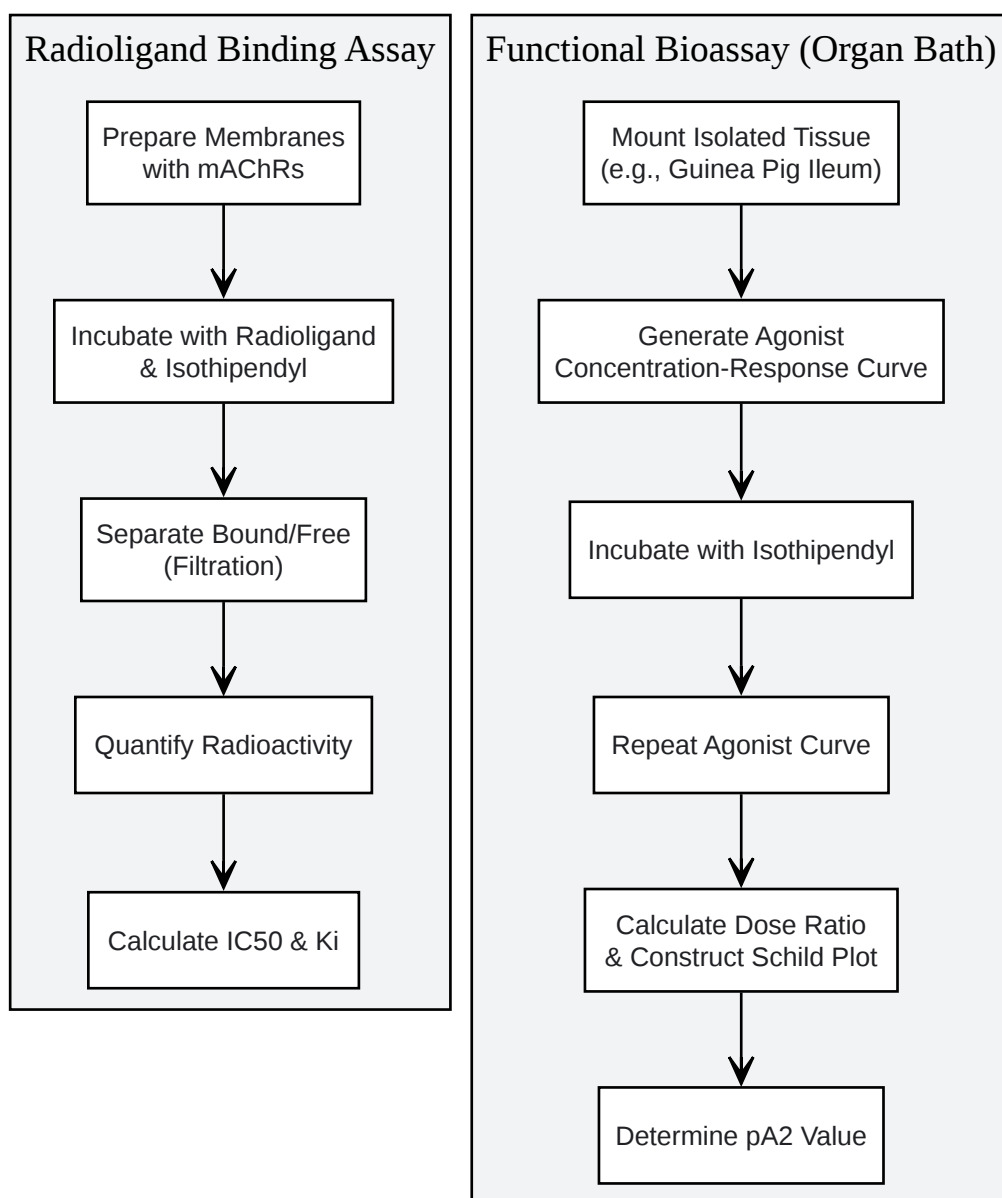 Radioligand Binding Assay
Prepare Membranes
with mAChRs
Incubate with Radioligand
& Isothipendyl
Separate Bound/Free
(Filtration)
Quantify Radioactivity
Calculate IC50 & Ki
Functional Bioassay (Organ Bath)
Mount Isolated Tissue
(e.g., Guinea Pig Ileum)
Generate Agonist
Concentration-Response Curve
Incubate with Isothipendyl
Repeat Agonist Curve
Calculate Dose Ratio
& Construct Schild Plot
Determine pA2 Value